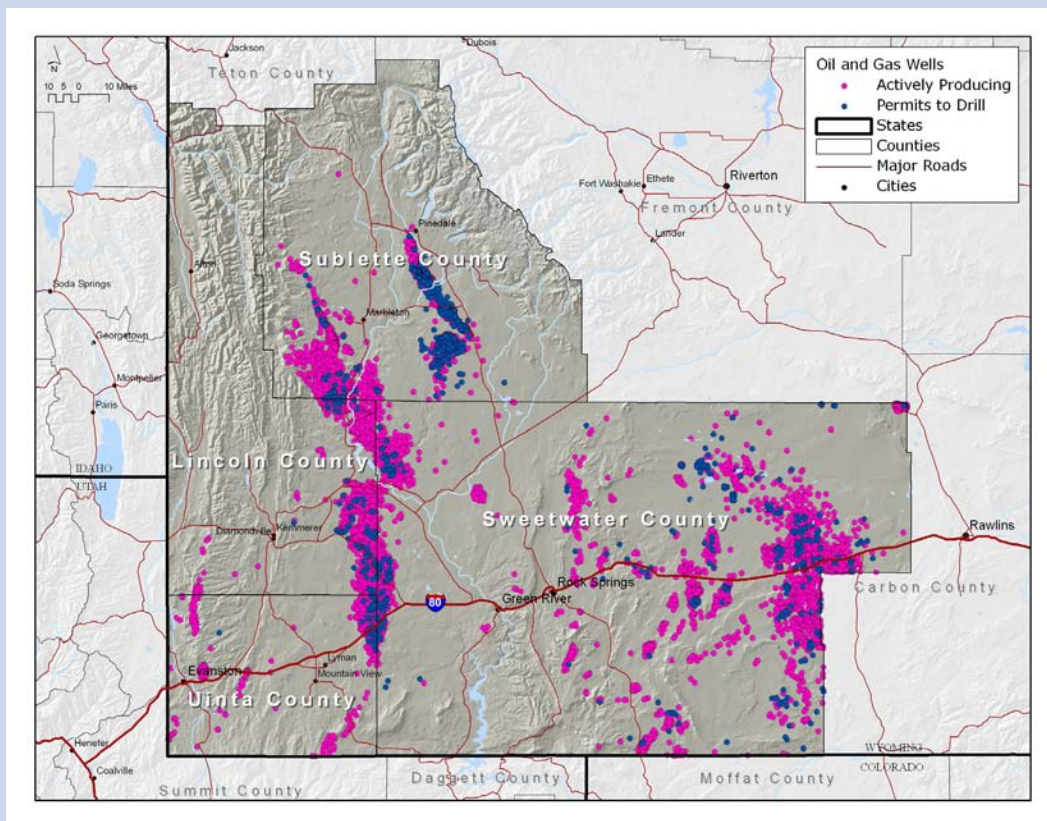 Jackson
Dubois
Teton County
N
10 5 0 10 Miles
Oil and Gas Wells
Actively Producing
Permits to Drill
States
Counties
Major Roads
Cities
Fort Washakie
Ethete
Riverton
Fremont County
Lander
Pinedale
Sublette County
Afton
Soda Springs
Marbleton
Georgetown
Montpelier
Paris
IDAHO
UTAH
Lincoln County
Sweetwater County
Diamondville
Kemmerer
Rawlins
Carbon County
Rock Springs
Green River
80
Lyman
Mountain View
Evanston
Uinta County
Henefer
Coalville
WYOMING
COLORADO
Summit County
Daggett County
Moffat County